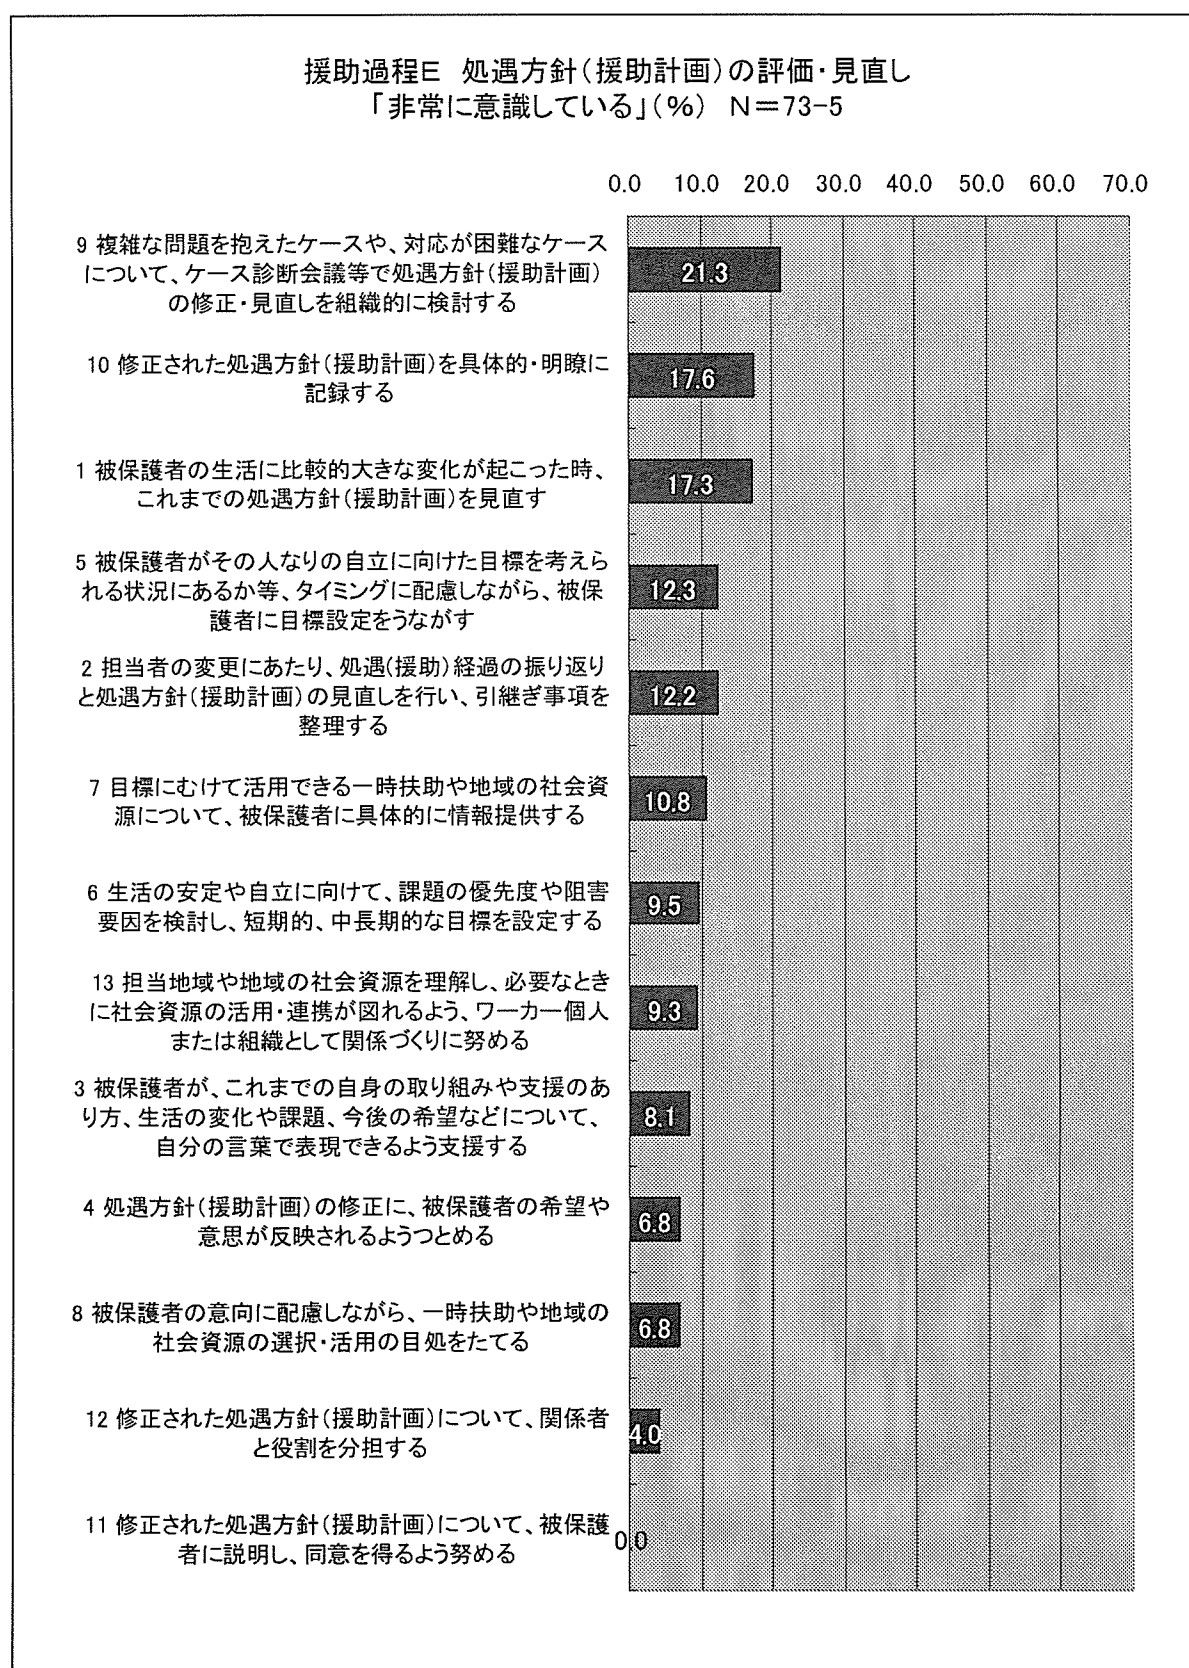 援助過程E 処遇方針(援助計画)の評価・見直し
「非常に意識している」(%) N=73-5
0.0 10.0 20.0 30.0 40.0 50.0 60.0 70.0
9 複雑な問題を抱えたケースや、対応が困難なケース
について、ケース診断会議等で処遇方針(援助計画)
の修正・見直しを組織的に検討する
21.3
10 修正された処遇方針(援助計画)を具体的・明瞭に
記録する
17.6
1 被保護者の生活に比較的大きな変化が起こった時、
これまでの処遇方針(援助計画)を見直す
17.3
5 被保護者がその人なりの自立に向けた目標を考えら
れる状況にあるか等、タイミングに配慮しながら、被保
護者に目標設定をうながす
12.3
2 担当者の変更にあたり、処遇(援助)経過の振り返り
と処遇方針(援助計画)の見直しを行い、引継ぎ事項を
整理する
12.2
7 目標にむけて活用できる一時扶助や地域の社会資
源について、被保護者に具体的に情報提供する
10.8
6 生活の安定や自立に向けて、課題の優先度や阻害
要因を検討し、短期的、中長期的な目標を設定する
9.5
13 担当地域や地域の社会資源を理解し、必要なとき
に社会資源の活用・連携が図れるよう、ワーカー個人
または組織として関係づくりに努める
9.3
3 被保護者が、これまでの自身の取り組みや支援のあ
り方、生活の変化や課題、今後の希望などについて、
自分の言葉で表現できるよう支援する
8.1
4 処遇方針(援助計画)の修正に、被保護者の希望や
意思が反映されるようつとめる
6.8
8 被保護者の意向に配慮しながら、一時扶助や地域の
社会資源の選択・活用の目処をたてる
6.8
12 修正された処遇方針(援助計画)について、関係者
と役割を分担する
4.0
11 修正された処遇方針(援助計画)について、被保護
者に説明し、同意を得るよう努める
0.0